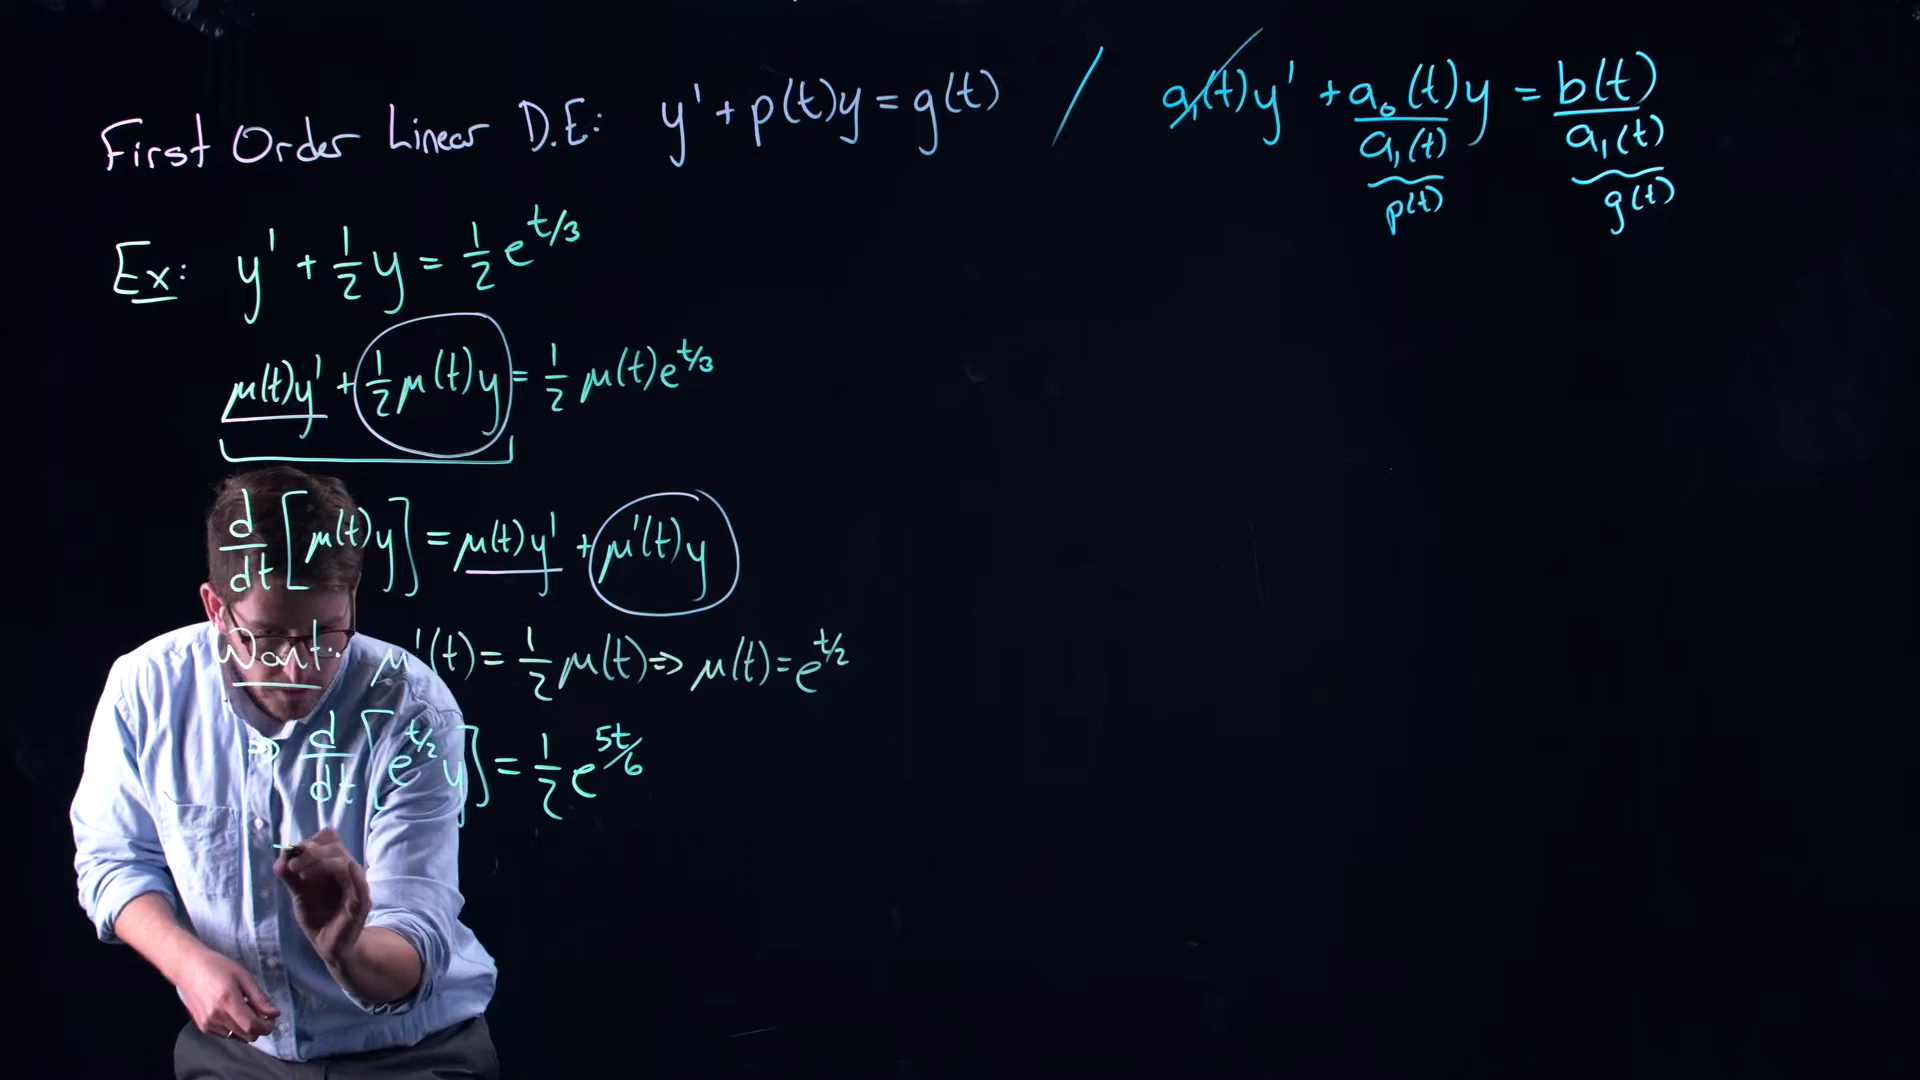 First Order Linear D.E: y' + p(t)y = g(t) / a₁(t)y' + a₀(t)/a₁(t) y = b(t)/a₁(t)
p(t) g(t)
Ex: y' + 1/2 y = 1/2 e^{t/3}
μ(t)y' + 1/2 μ(t)y = 1/2 μ(t)e^{t/3}
d/dt [μ(t)y] = μ(t)y' + μ'(t)y
Want: μ'(t) = 1/2 μ(t) ⇒ μ(t) = e^{t/2}
⇒ d/dt [e^{t/2} y] = 1/2 e^{5t/6}